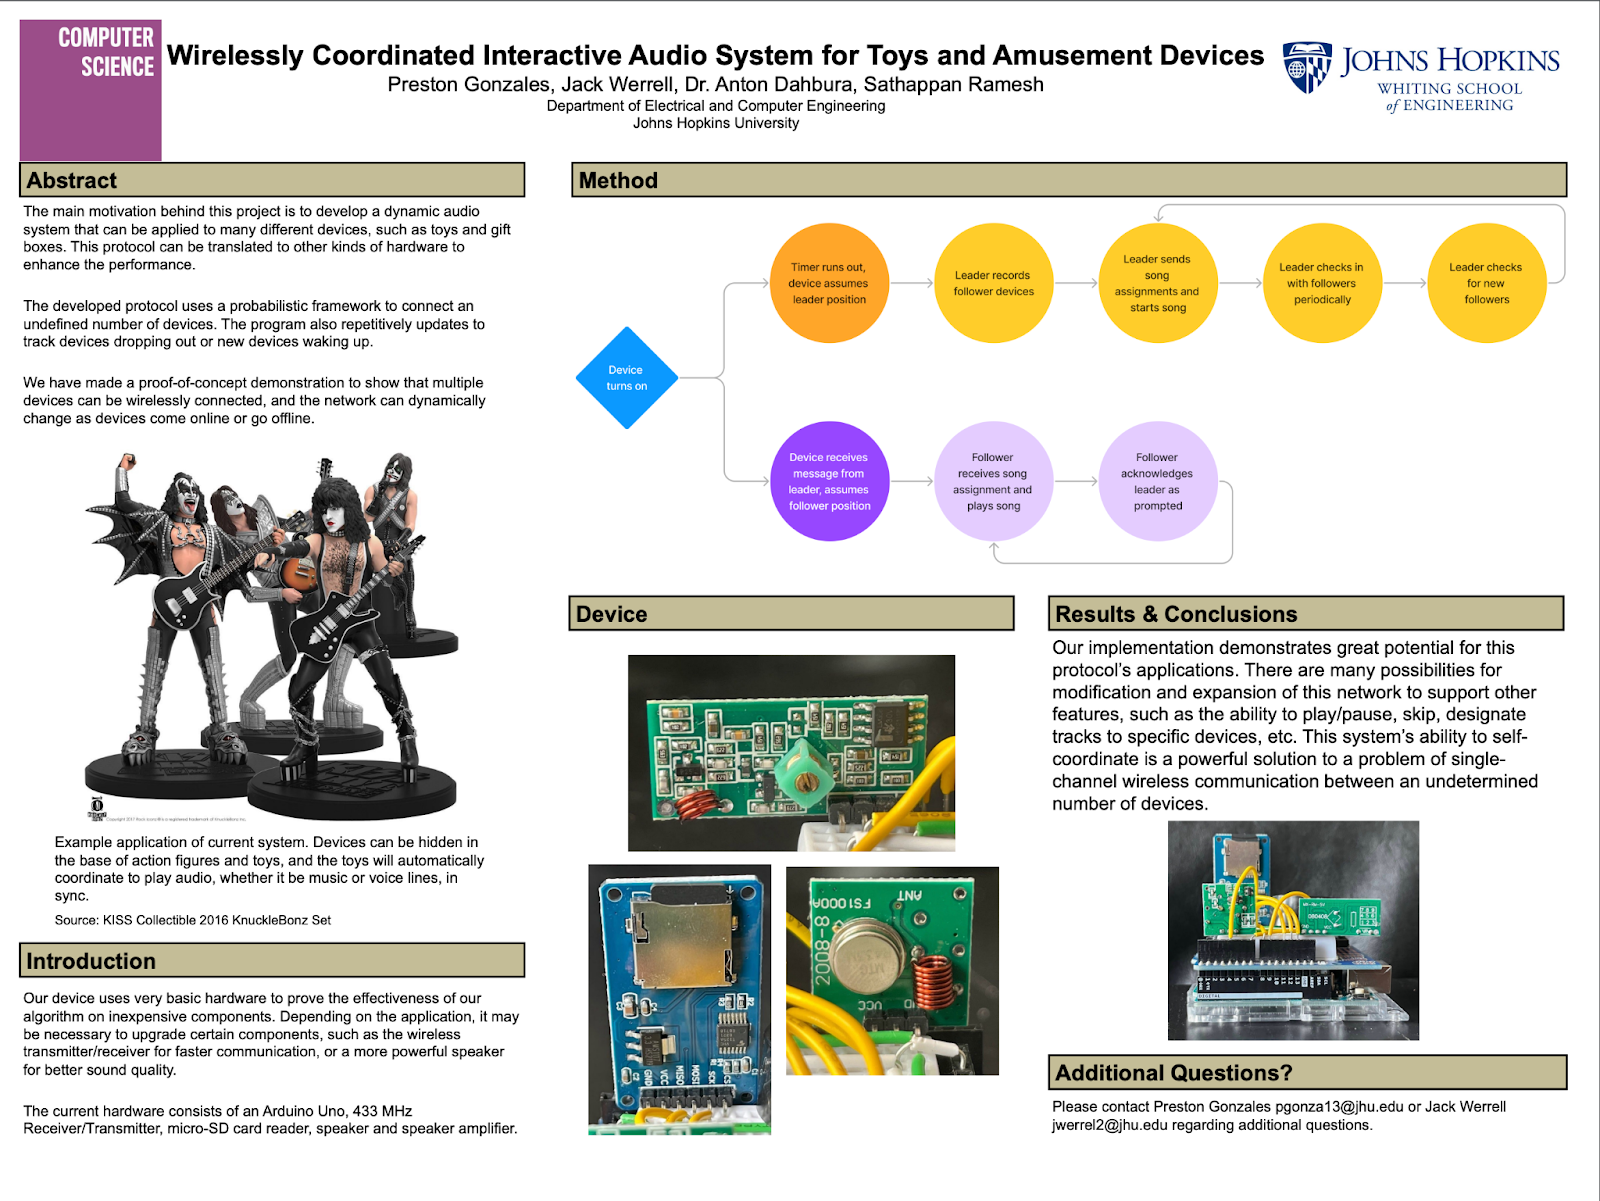 COMPUTER
SCIENCE
Wirelessly Coordinated Interactive Audio System for Toys and Amusement Devices
Preston Gonzales, Jack Werrell, Dr. Anton Dahbura, Sathappan Ramesh
Department of Electrical and Computer Engineering
Johns Hopkins University
JOHNS HOPKINS
WHITING SCHOOL
of ENGINEERING
Abstract
The main motivation behind this project is to develop a dynamic audio
system that can be applied to many different devices, such as toys and gift
boxes. This protocol can be translated to other kinds of hardware to
enhance the performance.
The developed protocol uses a probabilistic framework to connect an
undefined number of devices. The program also repetitively updates to
track devices dropping out or new devices waking up.
We have made a proof-of-concept demonstration to show that multiple
devices can be wirelessly connected, and the network can dynamically
change as devices come online or go offline.
Example application of current system. Devices can be hidden in
the base of action figures and toys, and the toys will automatically
coordinate to play audio, whether it be music or voice lines, in
sync.
Source: KISS Collectible 2016 KnuckleBonz Set
Introduction
Our device uses very basic hardware to prove the effectiveness of our
algorithm on inexpensive components. Depending on the application, it may
be necessary to upgrade certain components, such as the wireless
transmitter/receiver for faster communication, or a more powerful speaker
for better sound quality.
The current hardware consists of an Arduino Uno, 433 MHz
Receiver/Transmitter, micro-SD card reader, speaker and speaker amplifier.
Method
Device
turns on
Timer runs out,
device assumes
leader position
Leader records
follower devices
Leader sends
song
assignments and
starts song
Leader checks in
with followers
periodically
Leader checks
for new
followers
Device receives
message from
leader, assumes
follower position
Follower
receives song
assignment and
plays song
Follower
acknowledges
leader as
prompted
Device
GND
VCC
MISO
MOSI
SCK
CS
FS1000A
ANT
2008-8
VCC
Results & Conclusions
Our implementation demonstrates great potential for this
protocol's applications. There are many possibilities for
modification and expansion of this network to support other
features, such as the ability to play/pause, skip, designate
tracks to specific devices, etc. This system's ability to self-
coordinate is a powerful solution to a problem of single-
channel wireless communication between an undetermined
number of devices.
Additional Questions?
Please contact Preston Gonzales pgonza13@jhu.edu or Jack Werrell
jwerrel2@jhu.edu regarding additional questions.